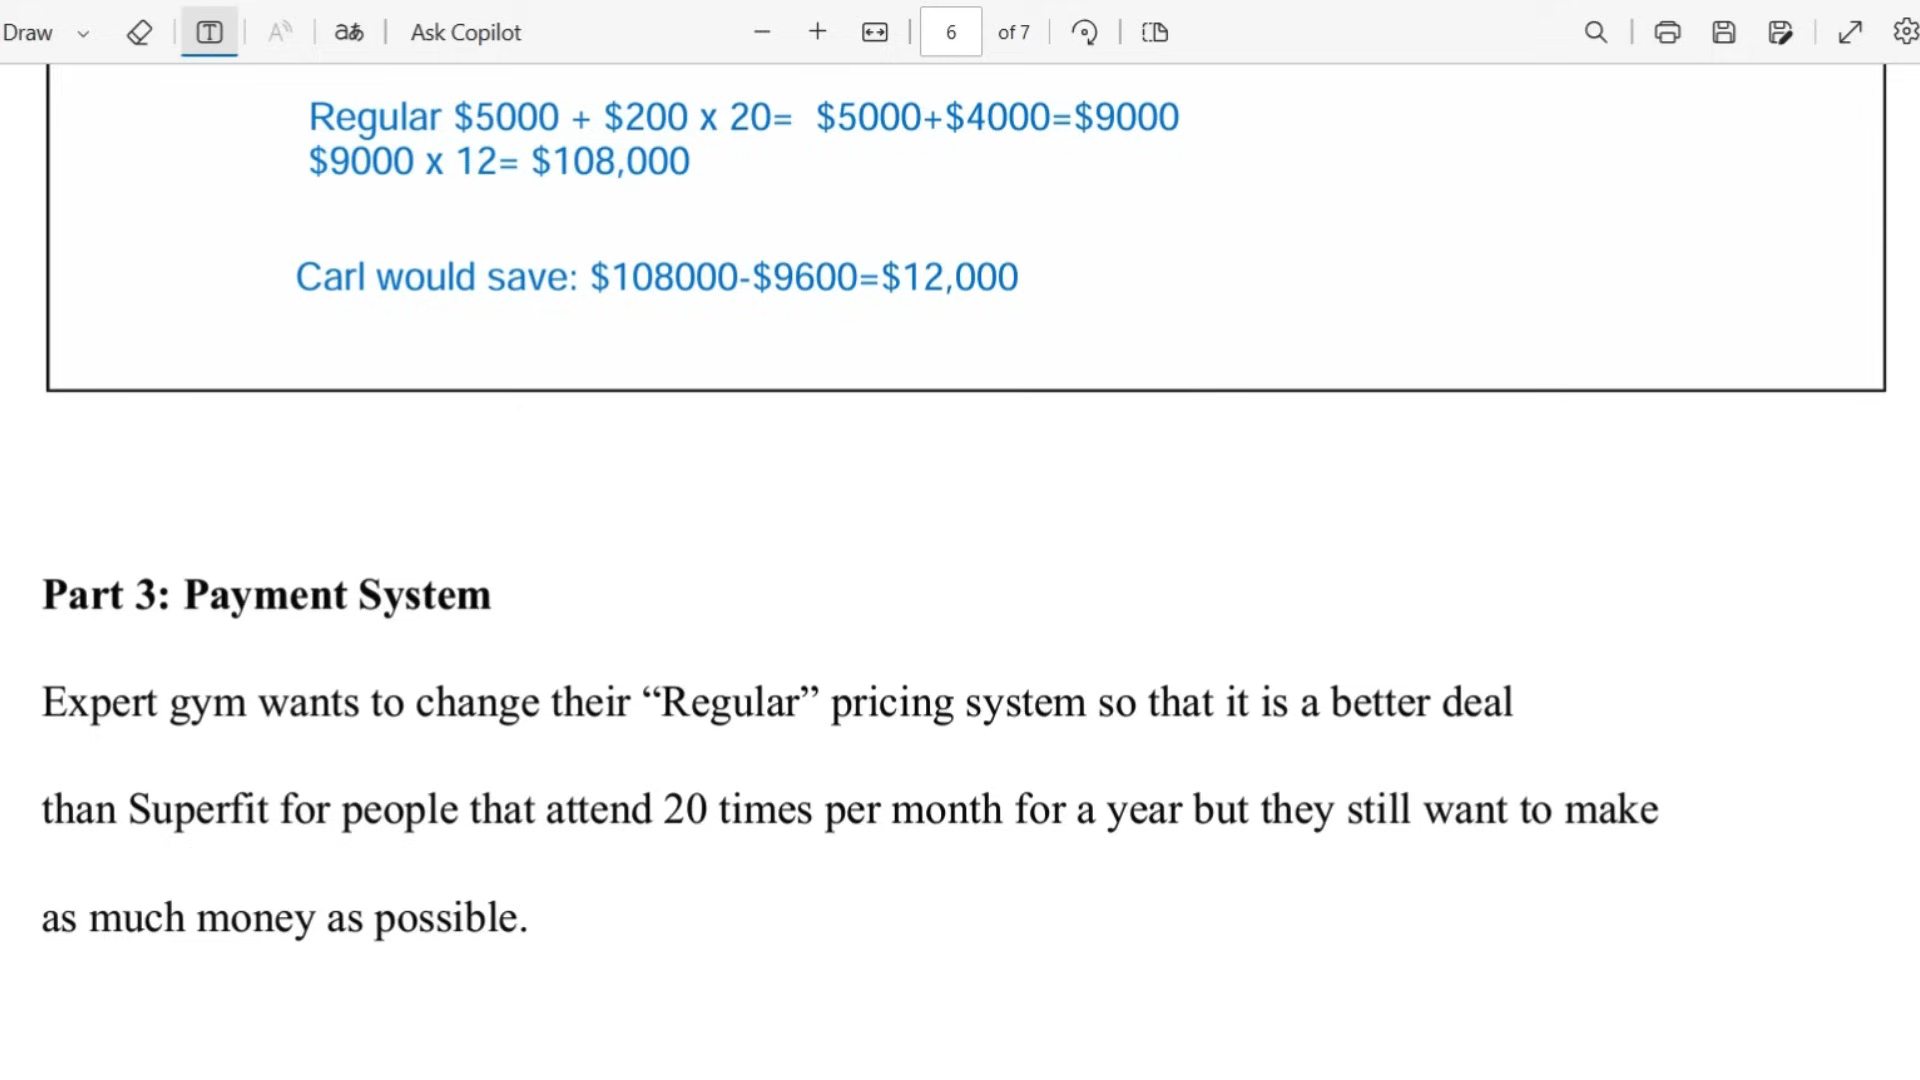 Draw
aあ
Ask Copilot
6 of 7
Regular $5000 + $200 x 20= $5000+$4000=$9000
$9000 x 12= $108,000
Carl would save: $108000-$9600=$12,000
Part 3: Payment System
Expert gym wants to change their “Regular” pricing system so that it is a better deal
than Superfit for people that attend 20 times per month for a year but they still want to make
as much money as possible.